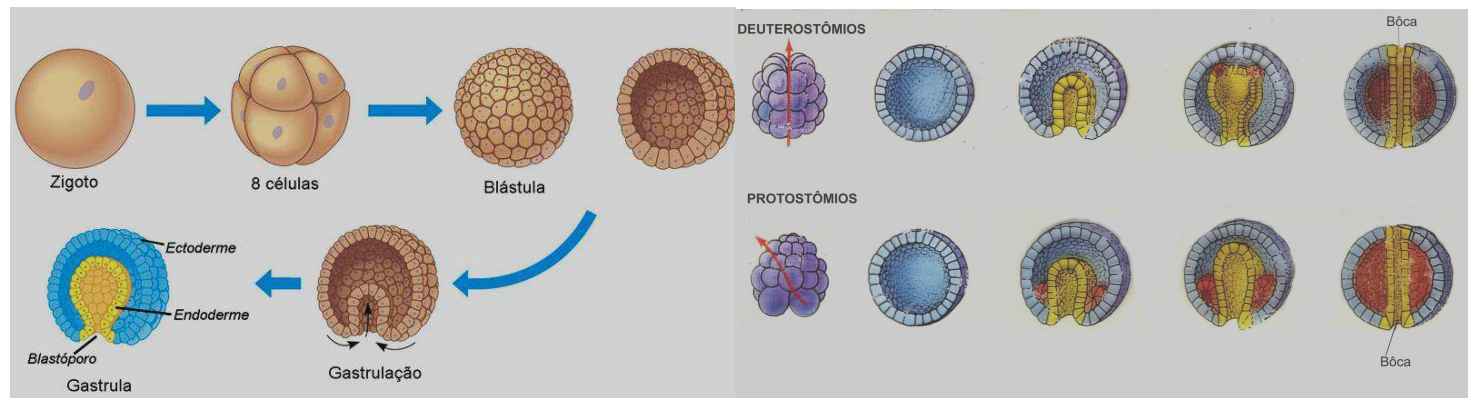 Zigoto
8 células
Blástula
Ectoderme
Endoderme
Blastóporo
Gastrula
Gastrulação
DEUTEROSTÔMIOS
Bôca
PROTOSTÔMIOS
Bôca